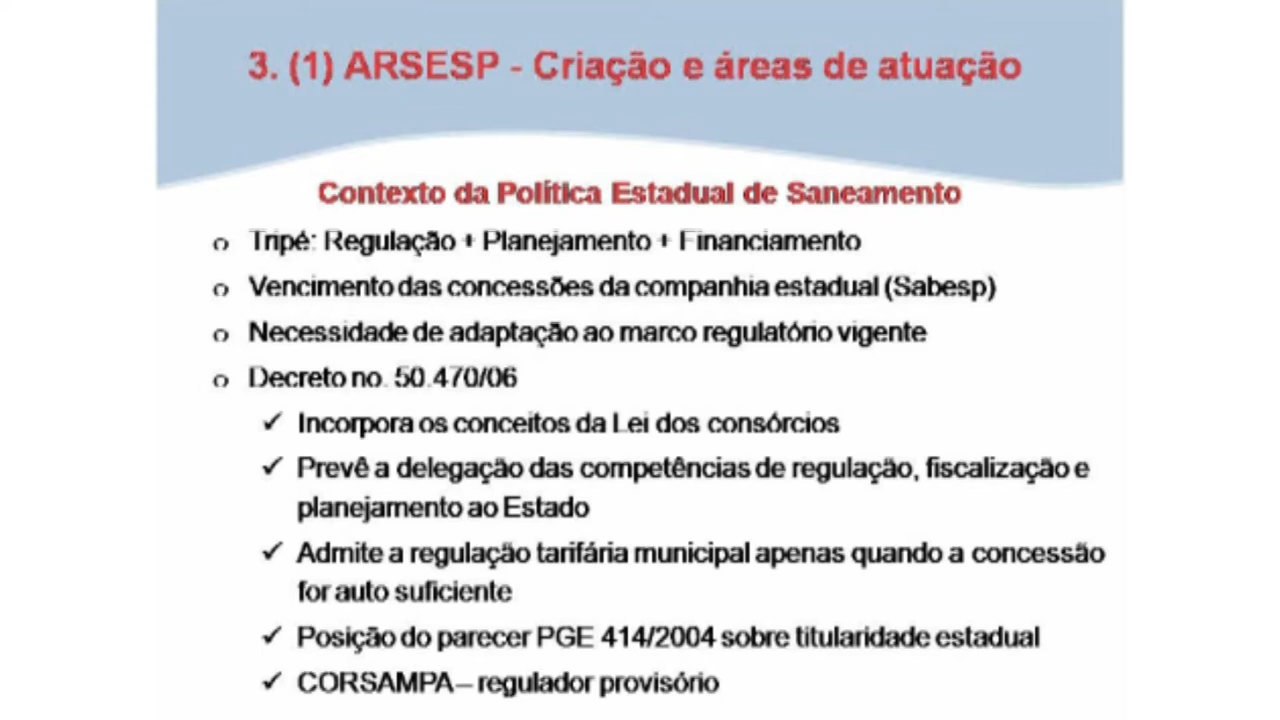 3. (1) ARSESP - Criação e áreas de atuação
Contexto da Política Estadual de Saneamento
o Tripé: Regulação + Planejamento + Financiamento
o Vencimento das concessões da companhia estadual (Sabesp)
o Necessidade de adaptação ao marco regulatório vigente
o Decreto no. 50.470/06
✓ Incorpora os conceitos da Lei dos consórcios
✓ Prevê a delegação das competências de regulação, fiscalização e
planejamento ao Estado
✓ Admite a regulação tarifária municipal apenas quando a concessão
for auto suficiente
✓ Posição do parecer PGE 414/2004 sobre titularidade estadual
✓ CORSAMPA – regulador provisório